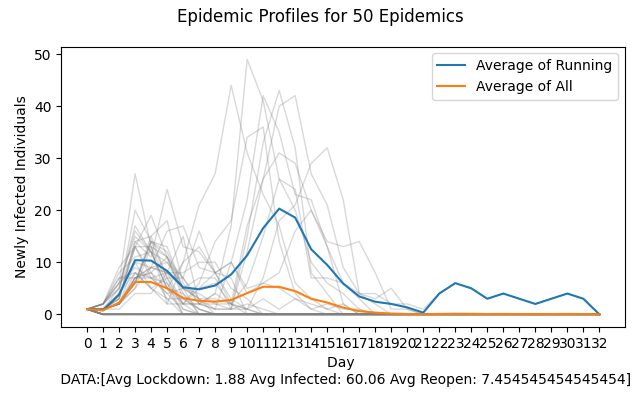 Epidemic Profiles for 50 Epidemics
50
Average of Running
Average of All
40
30
20
10
0
Newly Infected Individuals
0 1 2 3 4 5 6 7 8 9 10 11 12 13 14 15 16 17 18 19 20 21 22 23 24 25 26 27 28 29 30 31 32
Day
DATA:[Avg Lockdown: 1.88 Avg Infected: 60.06 Avg Reopen: 7.454545454545454]